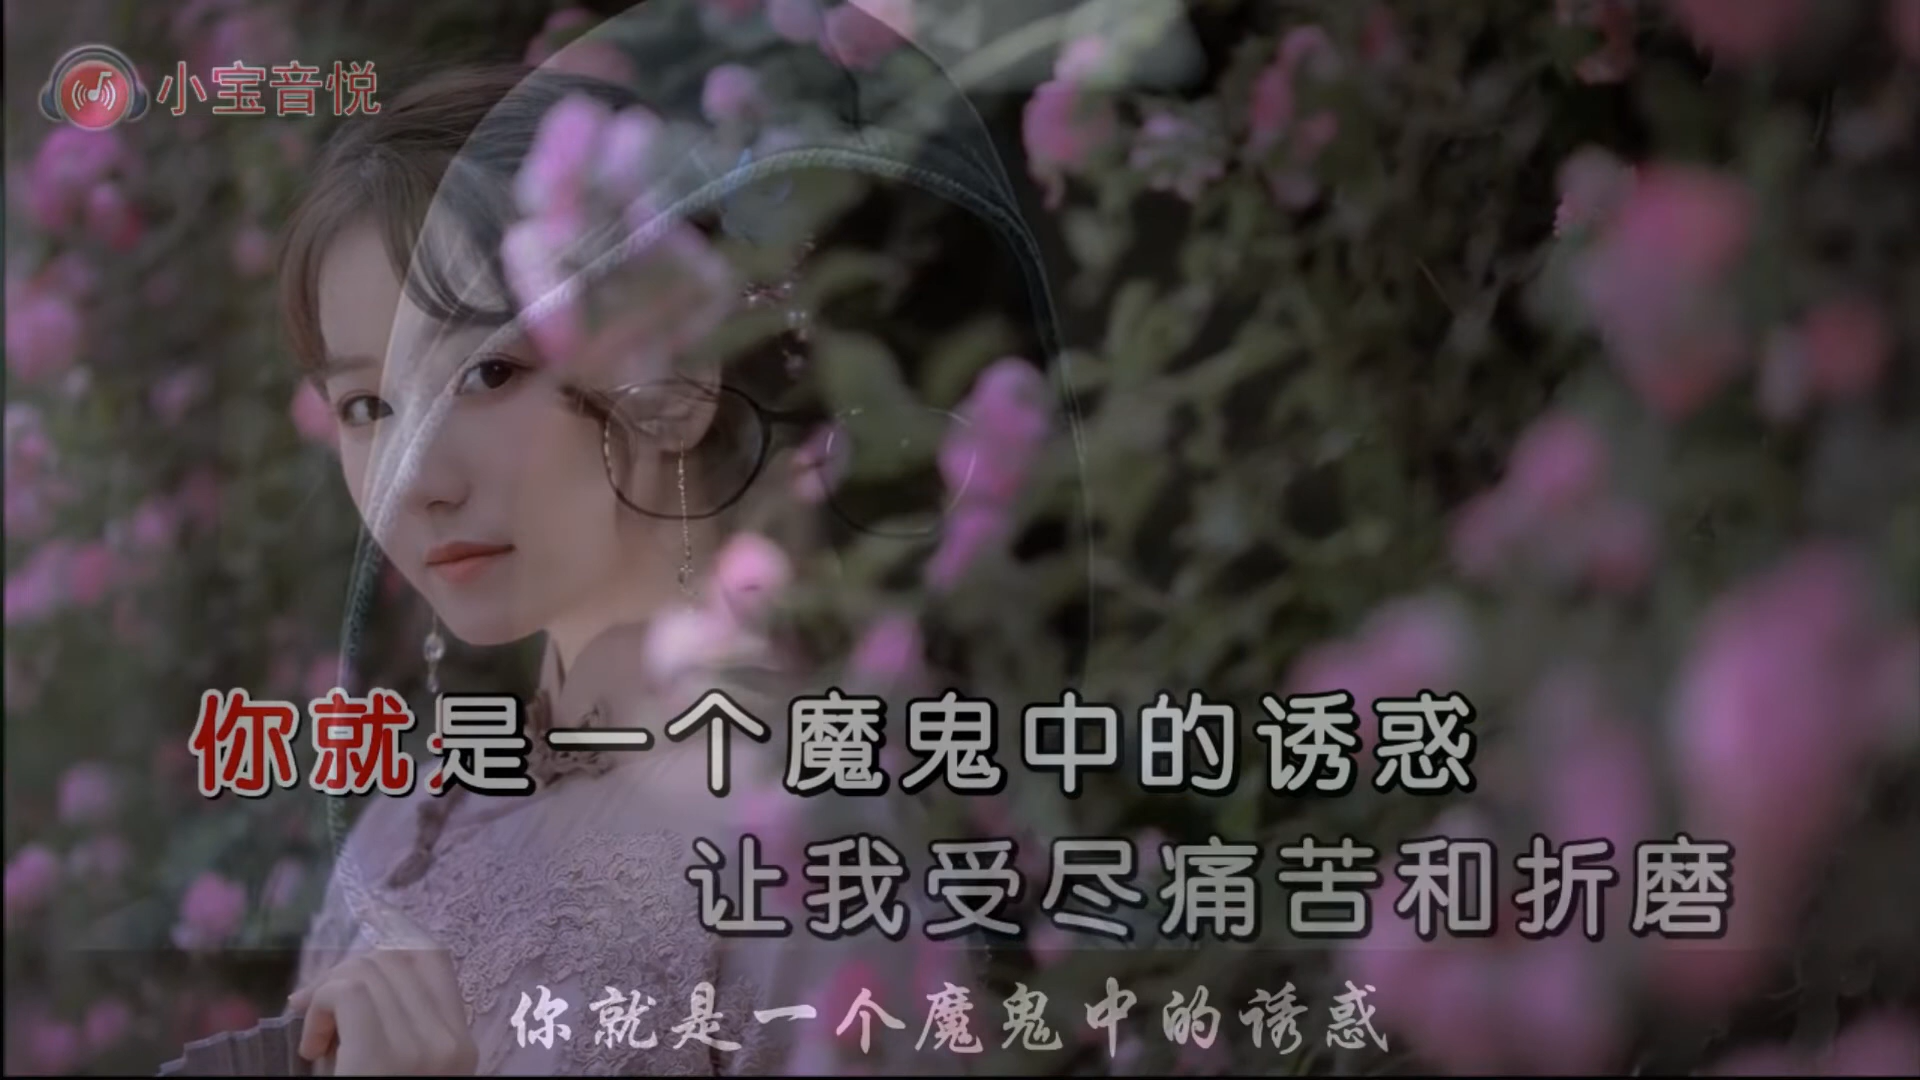 小宝音悦
你就是一个魔鬼中的诱惑
让我受尽痛苦和折磨
你就是一个魔鬼中的诱惑